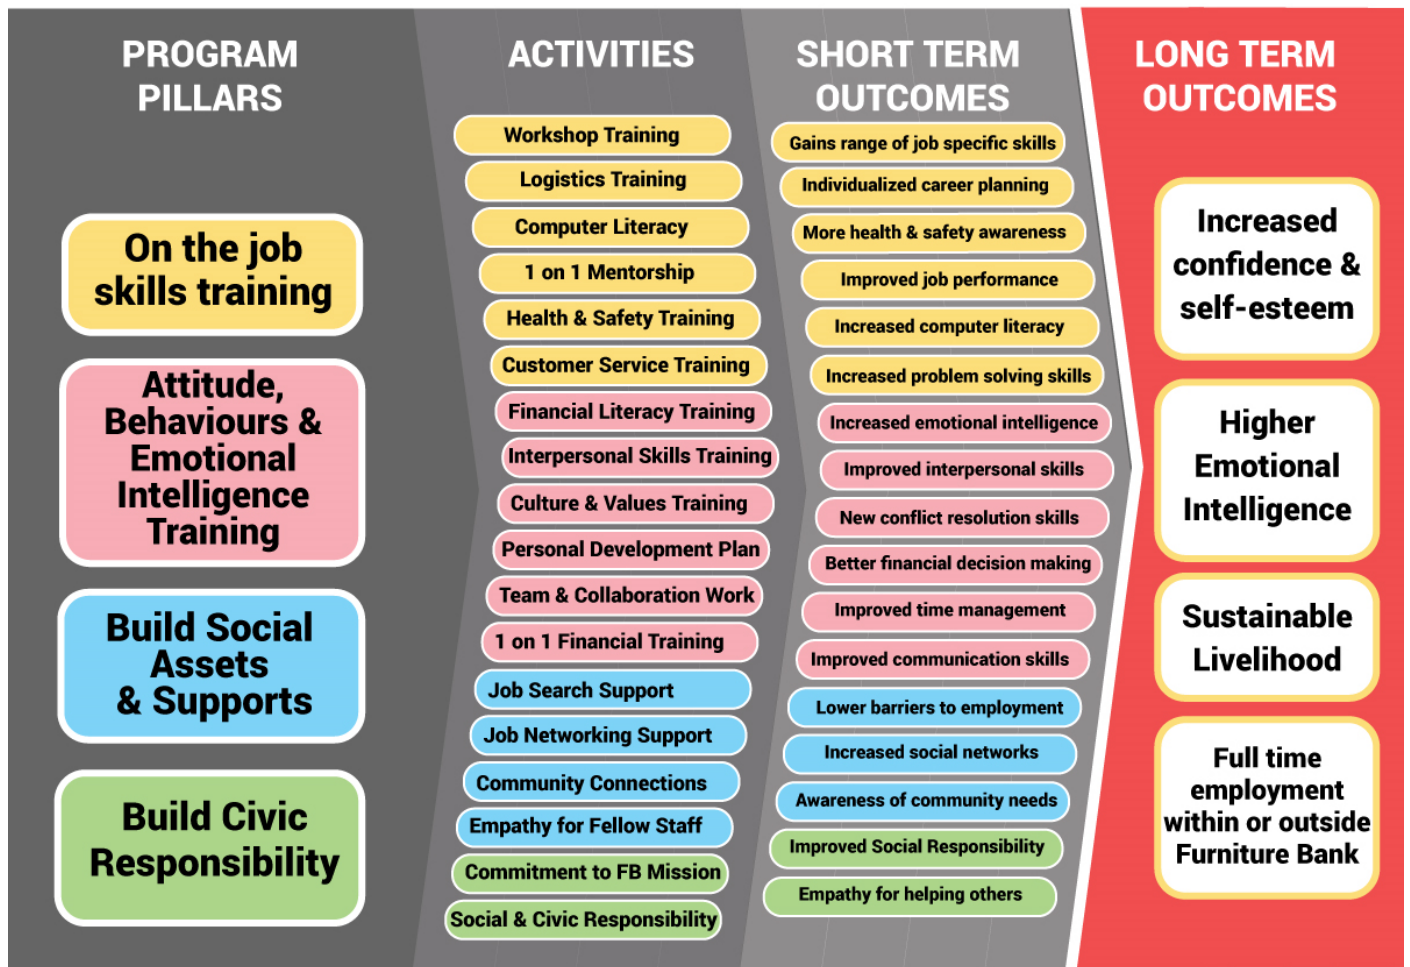 PROGRAM
PILLARS
On the job
skills training
Attitude,
Behaviours &
Emotional
Intelligence
Training
Build Social
Assets
& Supports
Build Civic
Responsibility
ACTIVITIES
Workshop Training
Logistics Training
Computer Literacy
1 on 1 Mentorship
Health & Safety Training
Customer Service Training
Financial Literacy Training
Interpersonal Skills Training
Culture & Values Training
Personal Development Plan
Team & Collaboration Work
1 on 1 Financial Training
Job Search Support
Job Networking Support
Community Connections
Empathy for Fellow Staff
Commitment to FB Mission
Social & Civic Responsibility
SHORT TERM
OUTCOMES
Gains range of job specific skills
Individualized career planning
More health & safety awareness
Improved job performance
Increased computer literacy
Increased problem solving skills
Increased emotional intelligence
Improved interpersonal skills
New conflict resolution skills
Better financial decision making
Improved time management
Improved communication skills
Lower barriers to employment
Increased social networks
Awareness of community needs
Improved Social Responsibility
Empathy for helping others
LONG TERM
OUTCOMES
Increased
confidence &
self-esteem
Higher
Emotional
Intelligence
Sustainable
Livelihood
Full time
employment
within or outside
Furniture Bank